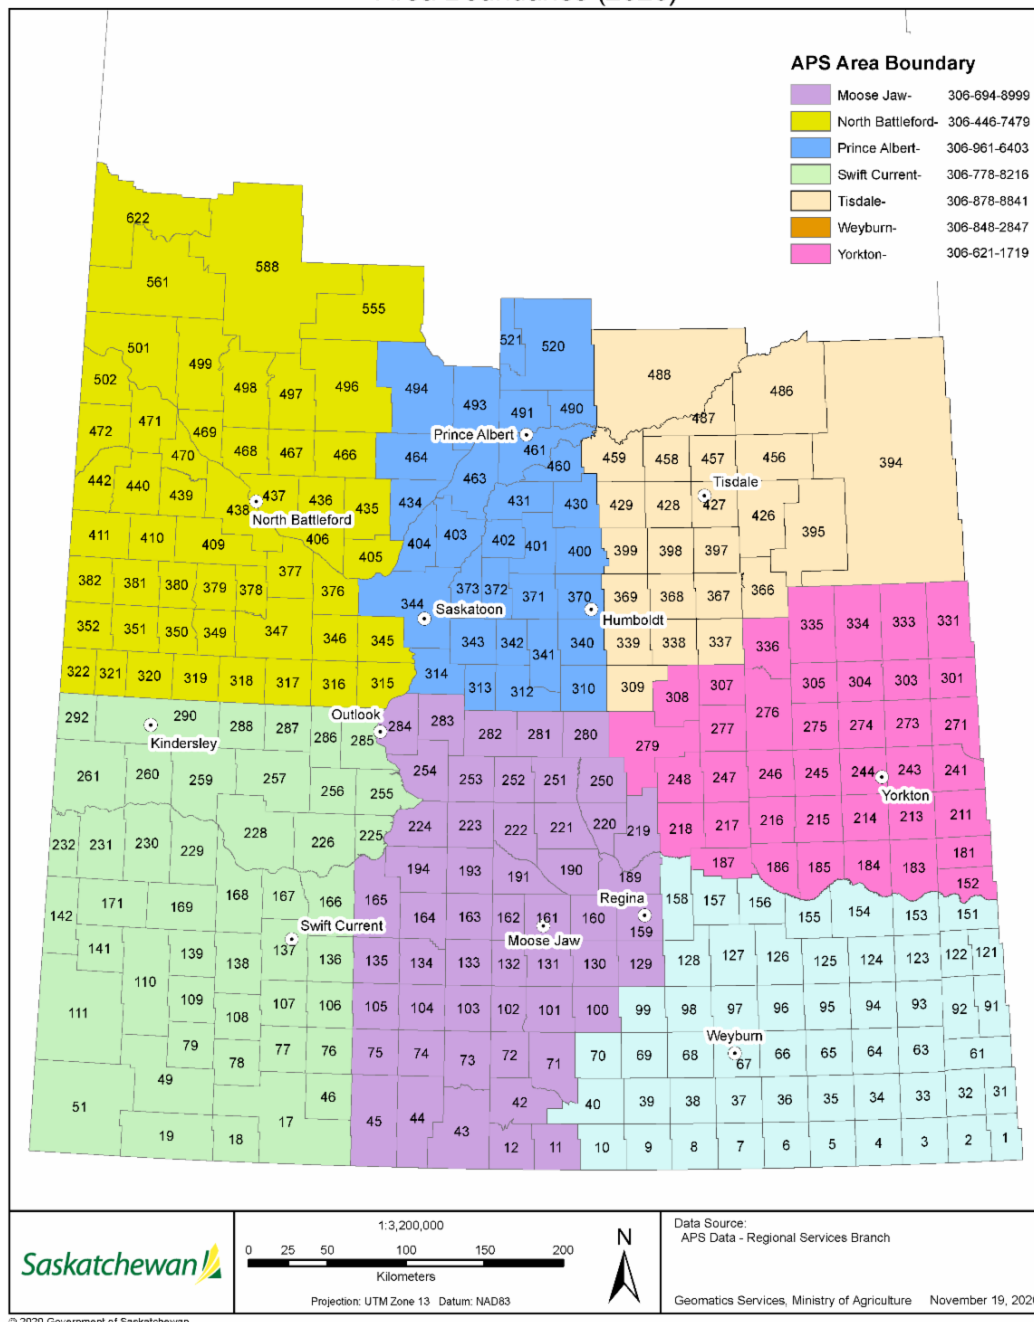 APS Area Boundary
Moose Jaw- 306-694-8999
North Battleford- 306-446-7479
Prince Albert- 306-961-6403
Swift Current- 306-778-8216
Tisdale- 306-878-8841
Weyburn- 306-848-2847
Yorkton- 306-621-1719
622
588
561
555
521 520
501 499
488 486
502 498 497 496 494
493 491 490 487
472 471 469
Prince Albert
470 468 467 466 464 461 460 459 458 457 456 394
463
442 440 439 437 436 435 434 431 430 429 428 427 426
Tisdale
438
North Battleford
411 410 409 406 405 404 403 402 401 400 399 398 397 395
382 381 380 379 378 377 376 373 372 371 370 369 368 367 366
344
Saskatoon
Humboldt
352 351 350 349 347 346 345 343 342 341 340 339 338 337 336 335 334 333 331
322 321 320 319 318 317 316 315 314 313 312 310 309 308 307 305 304 303 301
292 290 288 287 286 285 284 283 282 281 280 279 277 276 275 274 273 271
Outlook
Kindersley
261 260 259 257 256 255 254 253 252 251 250 248 247 246 245 244 243 241
Yorkton
232 231 230 229 228 226 225 224 223 222 221 220 219 218 217 216 215 214 213 211
194 193 191 190 189 187 186 185 184 183 181
152
Regina
142 171 169 168 167 166 165 164 163 162 161 160 159 158 157 156 155 154 153 151
Swift Current
Moose Jaw
141 139 138 137 136 135 134 133 132 131 130 129 128 127 126 125 124 123 122 121
111 110 109 108 107 106 105 104 103 102 101 100 99 98 97 96 95 94 93 92 91
Weyburn
79 78 77 76 75 74 73 72 71 70 69 68 67 66 65 64 63 61
51 49 46 45 44 43 42 40 39 38 37 36 35 34 33 32 31
19 18 17 12 11 10 9 8 7 6 5 4 3 2 1
Saskatchewan
1:3,200,000
0 25 50 100 150 200
Kilometers
Projection: UTM Zone 13 Datum: NAD83
N
Data Source:
APS Data - Regional Services Branch
Geomatics Services, Ministry of Agriculture November 19, 2020